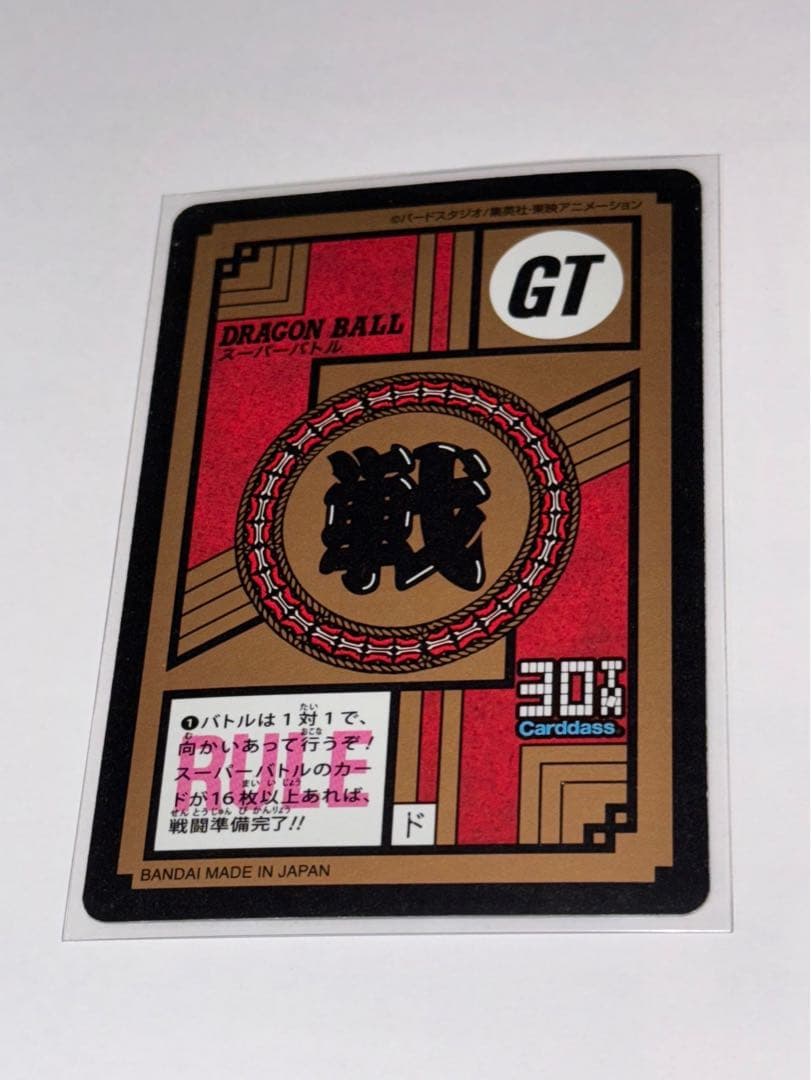 ©バードスタジオ/集英社・東映アニメーション
GT
DRAGON BALL
スーパーバトル
戦
30TH
Carddass
RULE
❶バトルは1対1で、
向かいあって行うぞ!
スーパーバトルのカー
ドが16枚以上あれば、
戦闘準備完了!!
ド
BANDAI MADE IN JAPAN